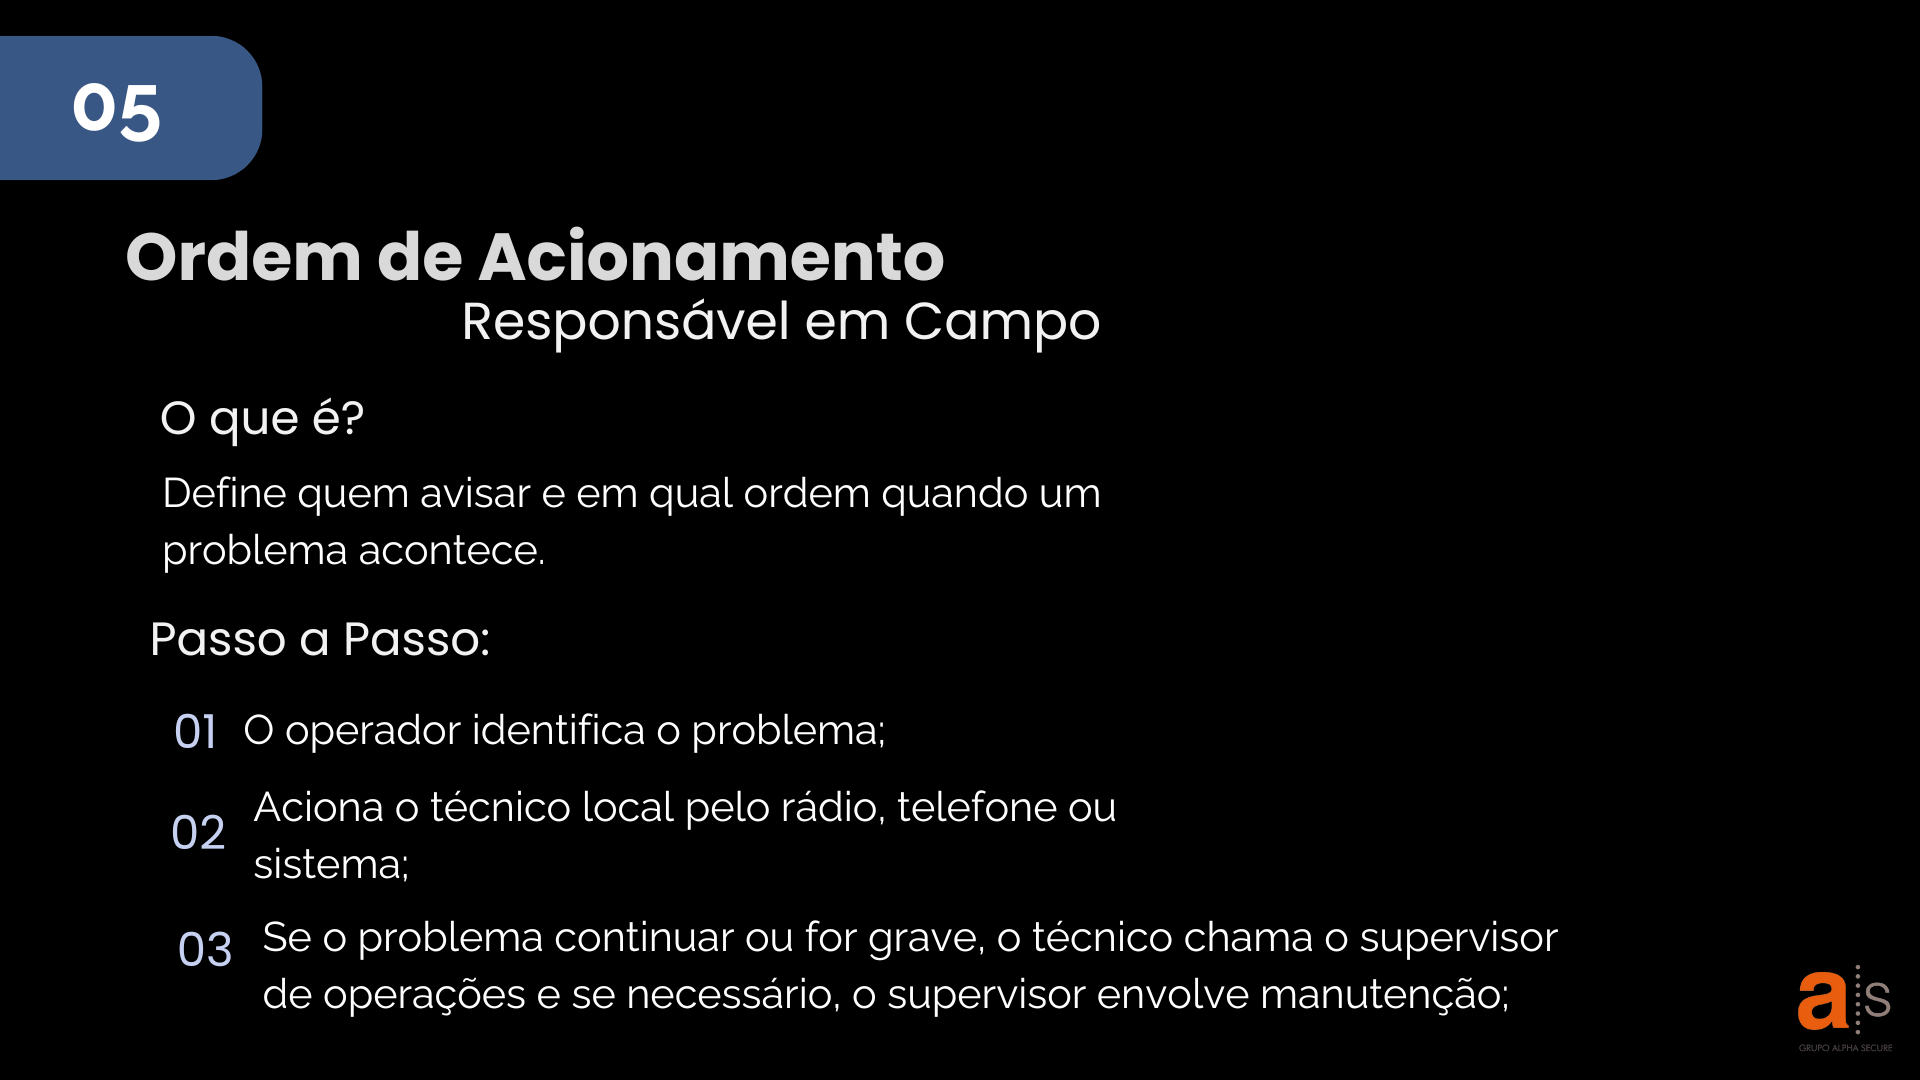 05
Ordem de Acionamento
Responsável em Campo
O que é?
Define quem avisar e em qual ordem quando um
problema acontece.
Passo a Passo:
01 O operador identifica o problema;
02 Aciona o técnico local pelo rádio, telefone ou
sistema;
03 Se o problema continuar ou for grave, o técnico chama o supervisor
de operações e se necessário, o supervisor envolve manutenção;
a S
GRUPO ALPHA SECURE